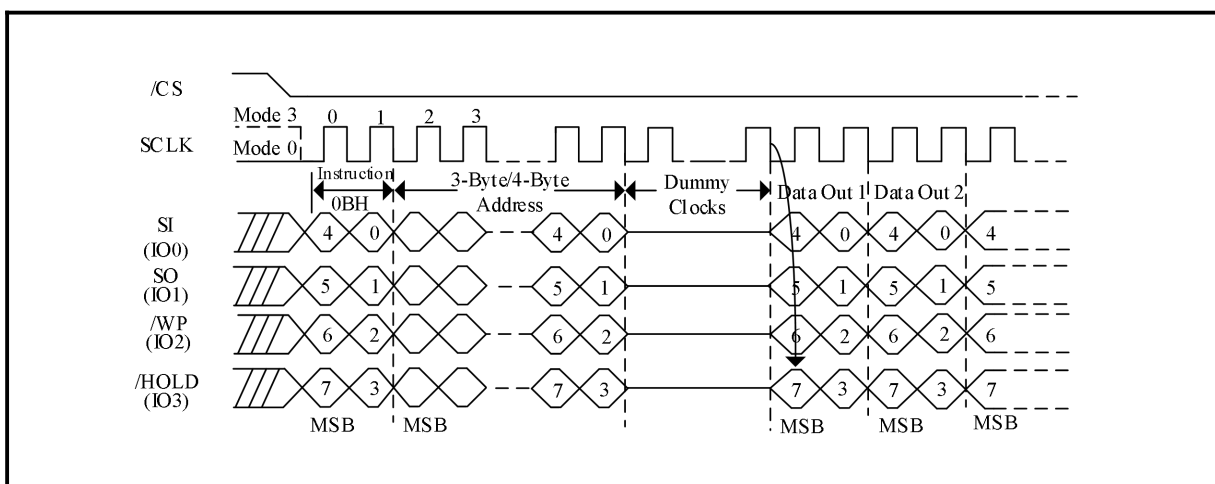 /CS
Mode 3 0 1 2 3
SCLK
Mode 0
Instruction 3-Byte/4-Byte Dummy
0BH Address Clocks Data Out 1 Data Out 2
SI
(IO0) 4 0 4 0 4 0 4 0 4
SO
(IO1) 5 1 5 1 5 1 5 1 5
/WP
(IO2) 6 2 6 2 6 2 6 2 6
/HOLD
(IO3) 7 3 7 3 7 3 7 3 7
MSB MSB MSB MSB MSB